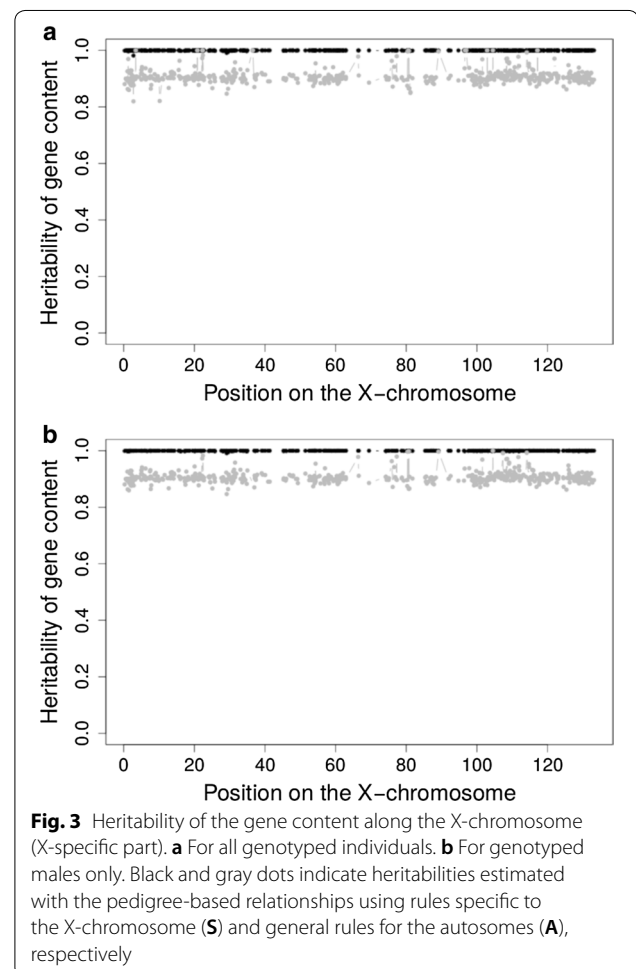 a
1.0
0.8
0.6
0.4
0.2
0.0
Heritability of gene content
0 20 40 60 80 100 120
Position on the X−chromosome
b
1.0
0.8
0.6
0.4
0.2
0.0
Heritability of gene content
0 20 40 60 80 100 120
Position on the X−chromosome
Fig. 3 Heritability of the gene content along the X-chromosome
(X-specific part). a For all genotyped individuals. b For genotyped
males only. Black and gray dots indicate heritabilities estimated
with the pedigree-based relationships using rules specific to
the X-chromosome (S) and general rules for the autosomes (A),
respectively